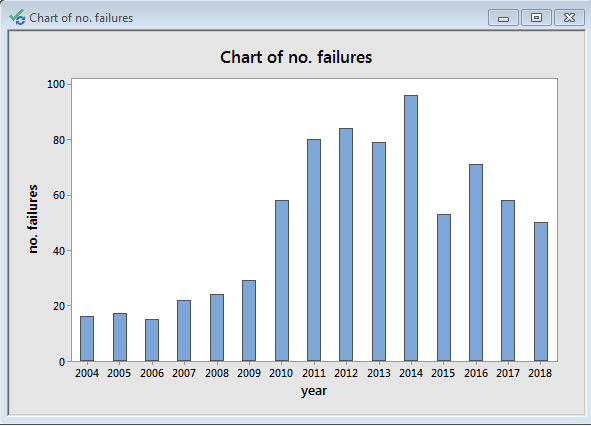 Chart of no. failures
Chart of no. failures
100
80
60
40
20
0
no. failures
2004 2005 2006 2007 2008 2009 2010 2011 2012 2013 2014 2015 2016 2017 2018
year